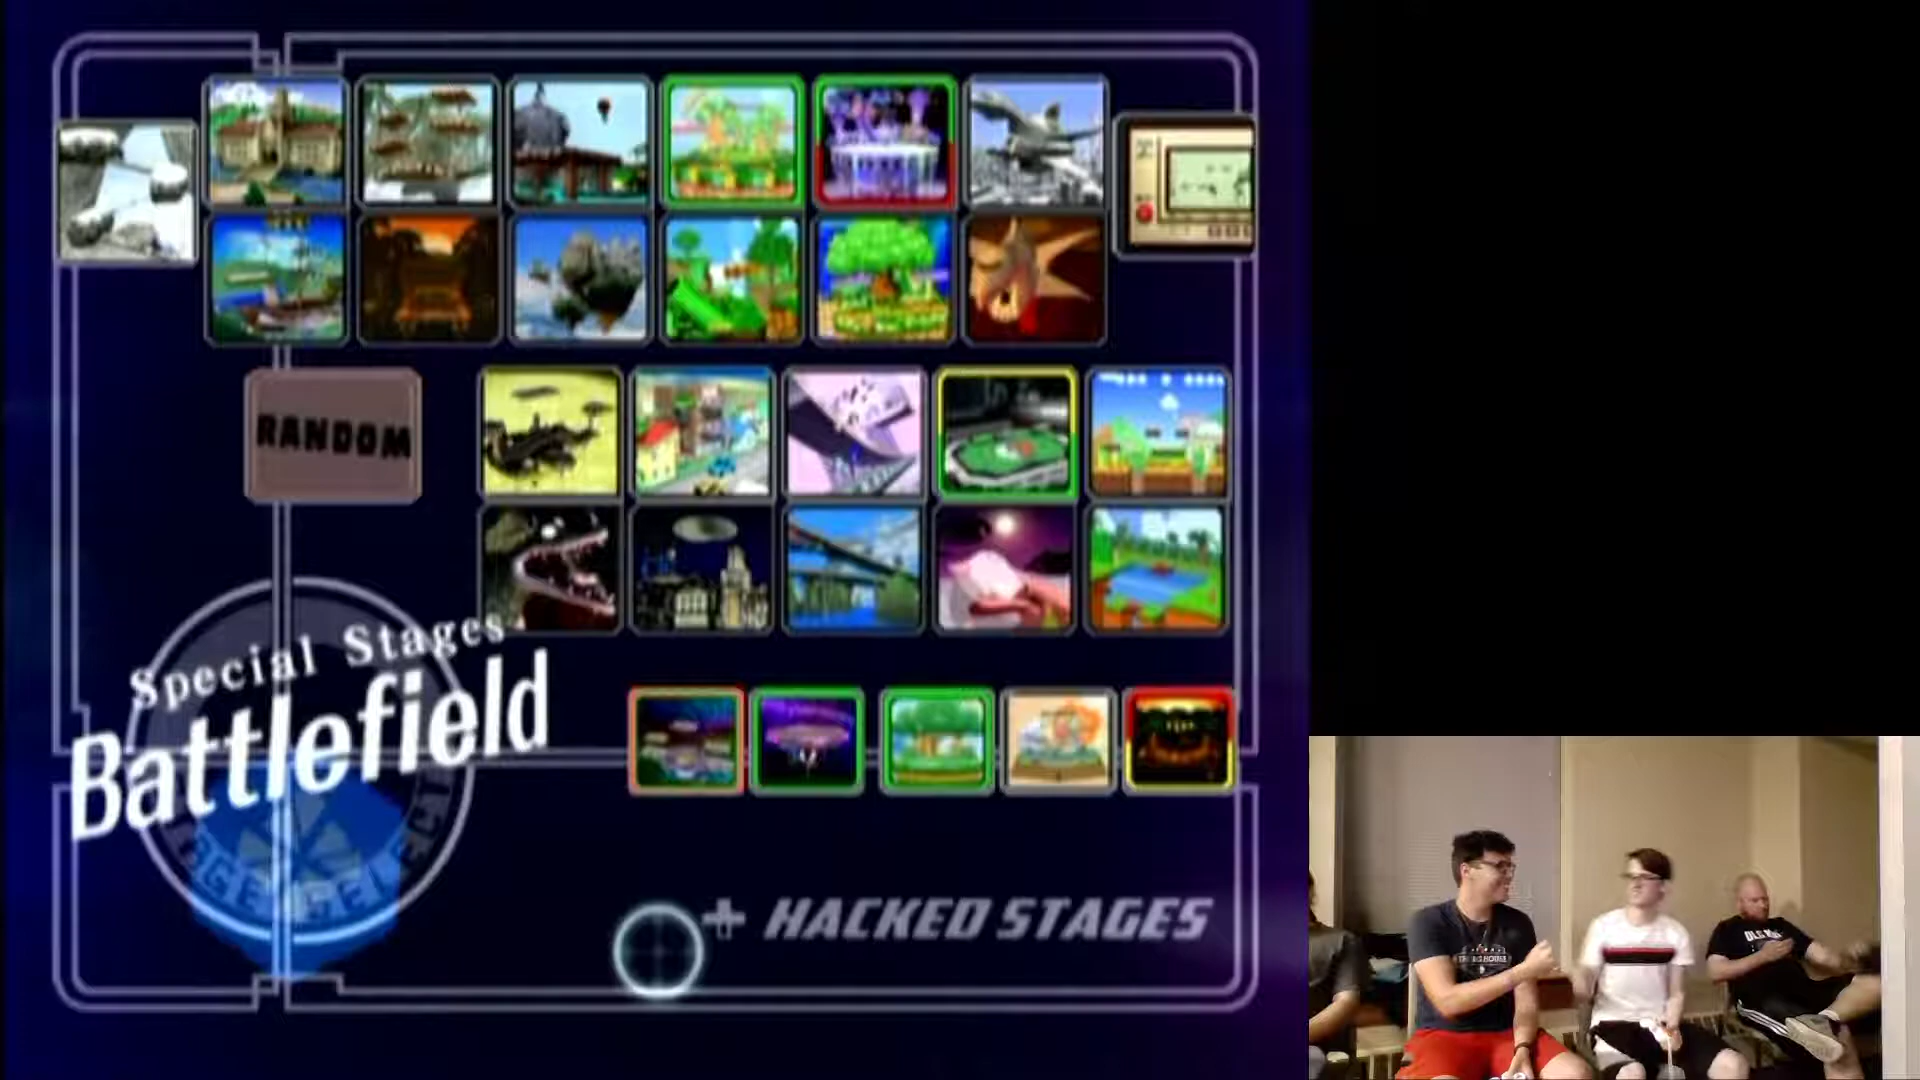 RANDOM
Special Stages
Battlefield
+ HACKED STAGES